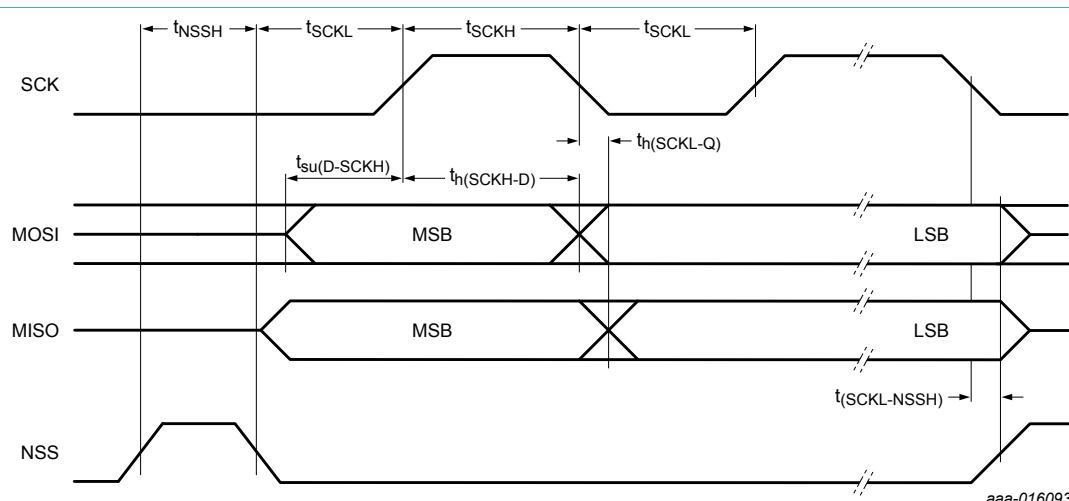 tNSSH tSCKL tSCKH tSCKL
SCK
th(SCKL-Q)
tsu(D-SCKH)
th(SCKH-D)
MOSI MSB LSB
MISO MSB LSB
t(SCKL-NSSH)
NSS
aaa-016093